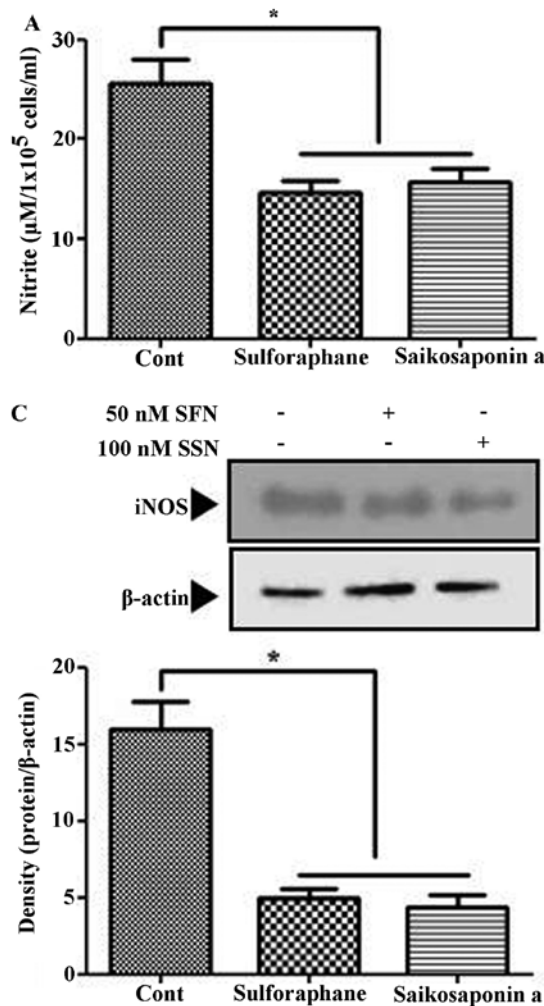 A
*
30
20
10
0
Nitrite (µM/1x10⁵ cells/ml)
Cont Sulforaphane Saikosaponin a
C
50 nM SFN - + -
100 nM SSN - - +
iNOS
β-actin
*
20
15
10
5
0
Density (protein/β-actin)
Cont Sulforaphane Saikosaponin a